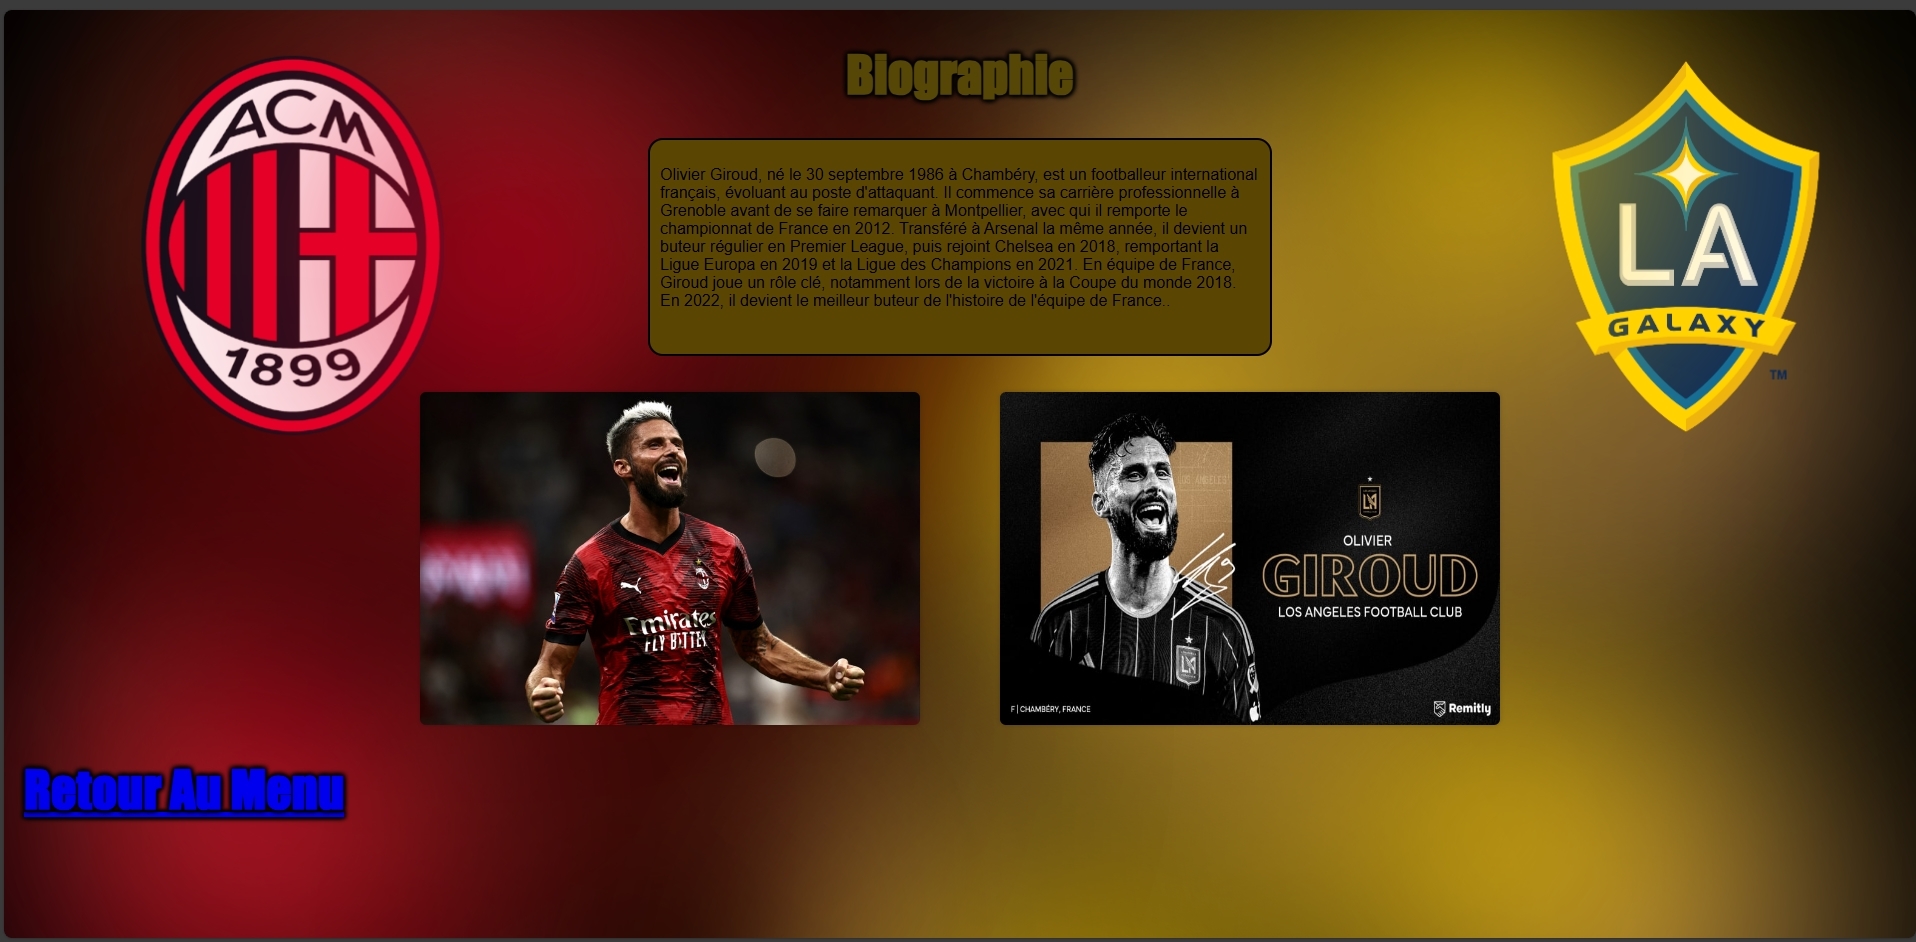 Biographie
ACM
1899
Olivier Giroud, né le 30 septembre 1986 à Chambéry, est un footballeur international
français, évoluant au poste d'attaquant. Il commence sa carrière professionnelle à
Grenoble avant de se faire remarquer à Montpellier, avec qui il remporte le
championnat de France en 2012. Transféré à Arsenal la même année, il devient un
buteur régulier en Premier League, puis rejoint Chelsea en 2018, remportant la
Ligue Europa en 2019 et la Ligue des Champions en 2021. En équipe de France,
Giroud joue un rôle clé, notamment lors de la victoire à la Coupe du monde 2018.
En 2022, il devient le meilleur buteur de l'histoire de l'équipe de France..
LA
GALAXY
TM
Emirates
FLY BETTER
LOS ANGELES
OLIVIER
GIROUD
LOS ANGELES FOOTBALL CLUB
F | CHAMBÉRY, FRANCE
Remitly
Retour Au Menu